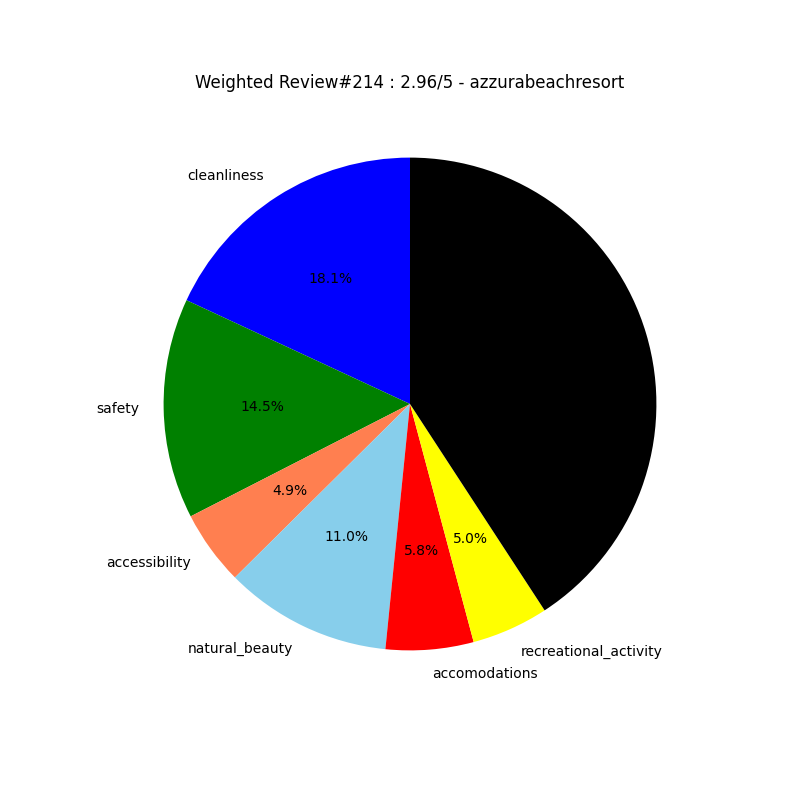 Weighted Review#214 : 2.96/5 - azzurabeachresort
cleanliness
18.1%
safety
14.5%
accessibility
4.9%
natural_beauty
11.0%
accomodations
5.8%
recreational_activity
5.0%